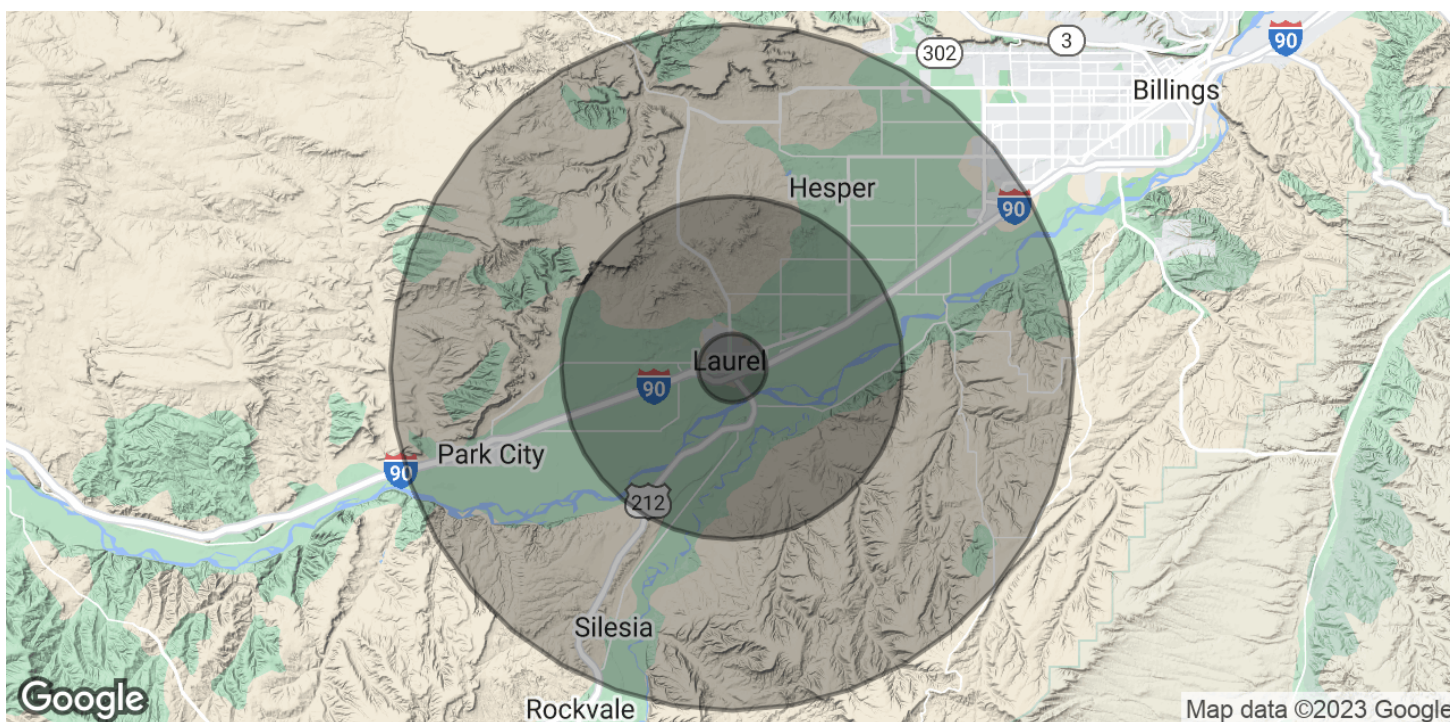 90
3
302
Billings
Hesper
90
Laurel
90
Park City
90
212
Silesia
Google
Rockvale
Map data ©2023 Google